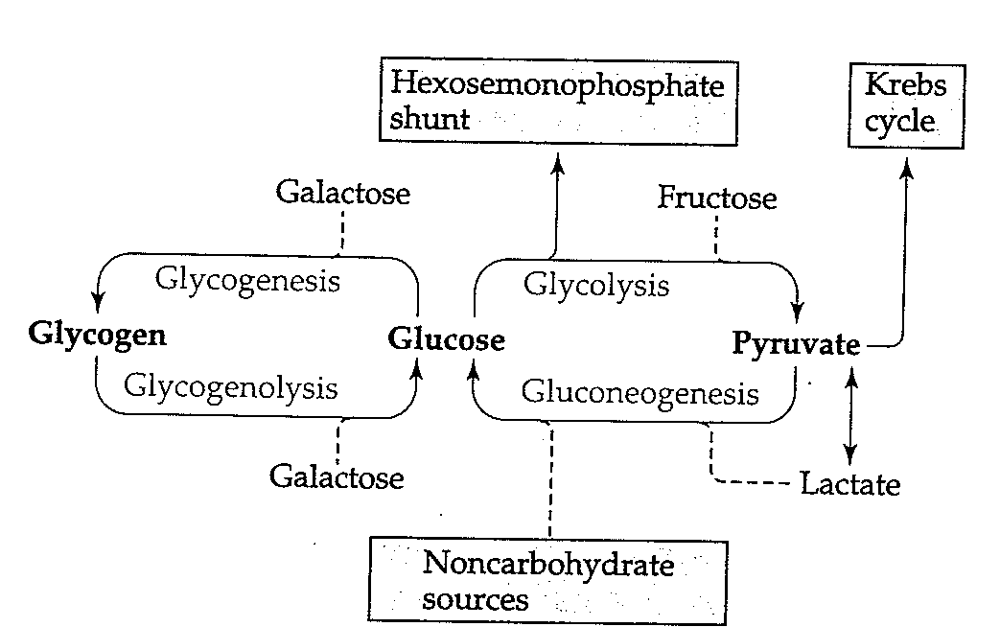 Hexosemonophosphate
shunt
Krebs
cycle
Galactose
Fructose
Glycogenesis
Glycolysis
Glycogen
Glucose
Pyruvate
Glycogenolysis
Gluconeogenesis
Galactose
Lactate
Noncarbohydrate
sources